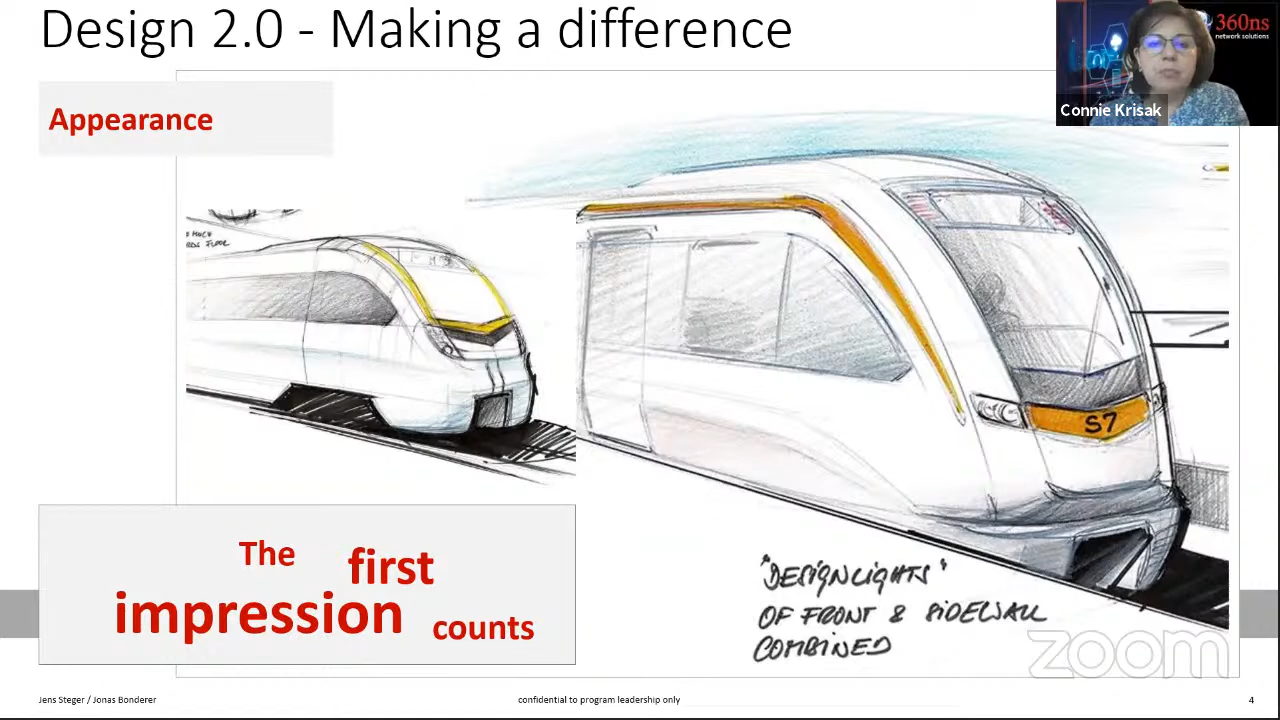 Design 2.0 - Making a difference
360ns
network solutions
Connie Krisak
Appearance
FLOOR
S7
The first
impression counts
"DESIGNLIGHTS"
OF FRONT & SIDEWALL
COMBINED
zoom
Jens Steger / Jonas Bonderer
confidential to program leadership only
4